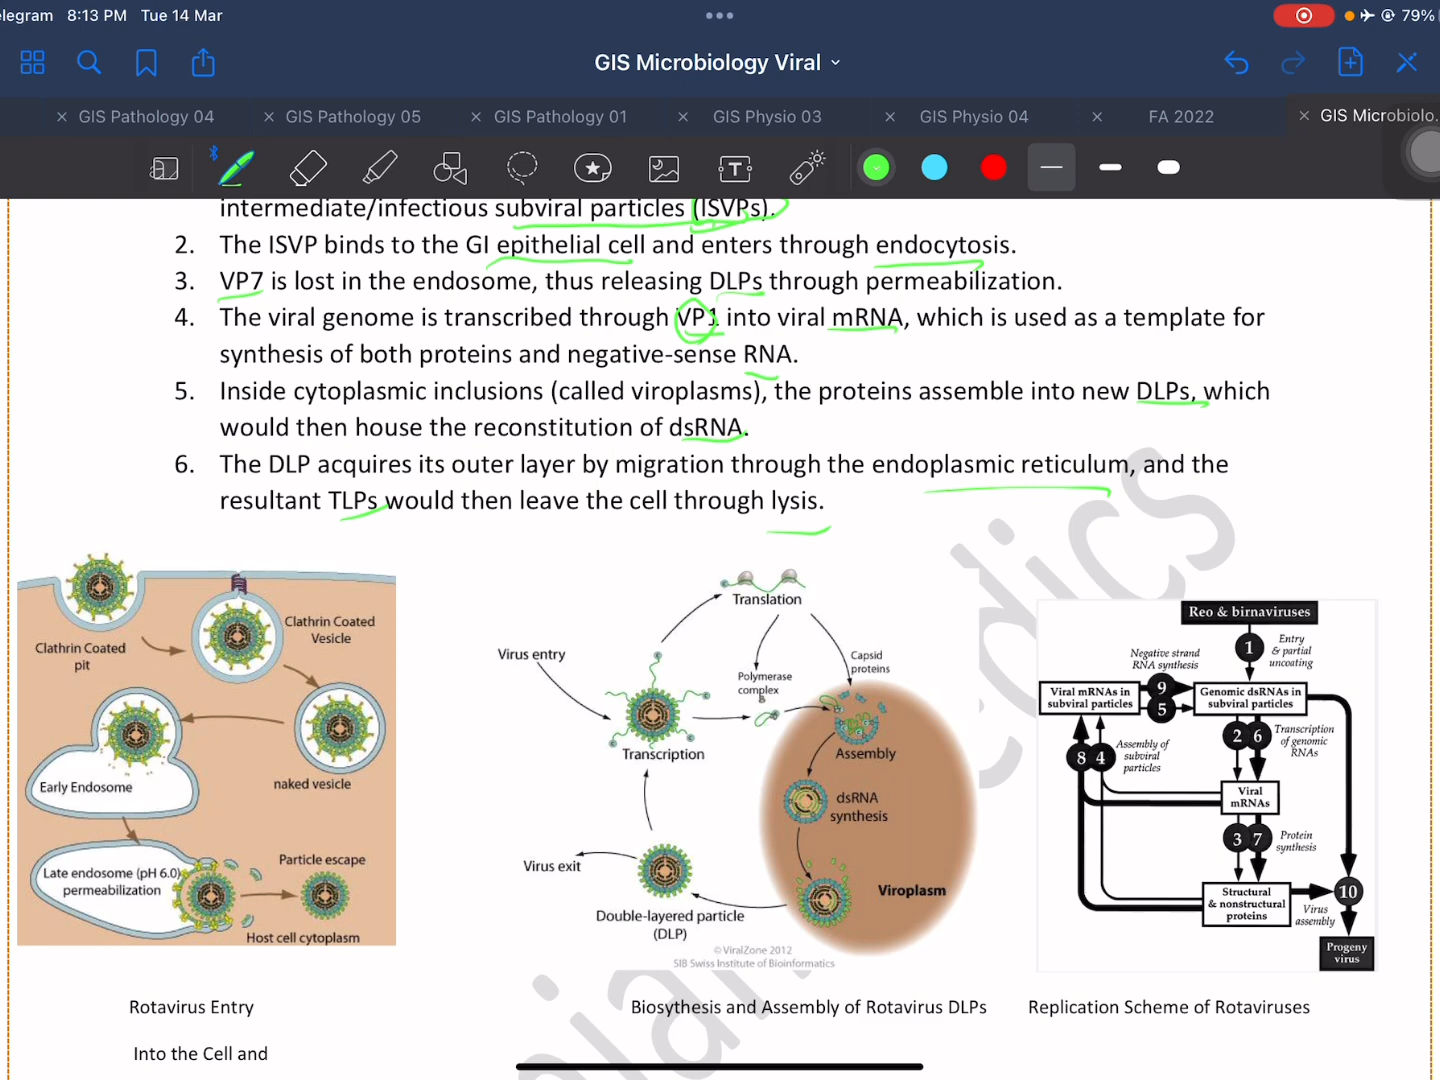 elegram 8:13 PM Tue 14 Mar
79%
GIS Microbiology Viral
GIS Pathology 04
GIS Pathology 05
GIS Pathology 01
GIS Physio 03
GIS Physio 04
FA 2022
GIS Microbiolo.
intermediate/infectious subviral particles (ISVPs).
2. The ISVP binds to the GI epithelial cell and enters through endocytosis.
3. VP7 is lost in the endosome, thus releasing DLPs through permeabilization.
4. The viral genome is transcribed through VP1 into viral mRNA, which is used as a template for
synthesis of both proteins and negative-sense RNA.
5. Inside cytoplasmic inclusions (called viroplasms), the proteins assemble into new DLPs, which
would then house the reconstitution of dsRNA.
6. The DLP acquires its outer layer by migration through the endoplasmic reticulum, and the
resultant TLPs would then leave the cell through lysis.
Clathrin Coated
pit
Clathrin Coated
Vesicle
naked vesicle
Early Endosome
Late endosome (pH 6.0)
permeabilization
Particle escape
Host cell cytoplasm
Translation
Virus entry
Polymerase
complex
Capsid
proteins
Transcription
Assembly
dsRNA
synthesis
Virus exit
Viroplasm
Double-layered particle
(DLP)
© ViralZone 2012
SIB Swiss Institute of Bioinformatics
Reo & birnaviruses
1
Entry
& partial
uncoating
Negative strand
RNA synthesis
Viral mRNAs in
subviral particles
9
5
Genomic dsRNAs in
subviral particles
2 6
Transcription
of genomic
RNAs
8 4
Assembly of
subviral
particles
Viral
mRNAs
3 7
Protein
synthesis
Structural
& nonstructural
proteins
10
Virus
assembly
Progeny
virus
Rotavirus Entry
Into the Cell and
Biosythesis and Assembly of Rotavirus DLPs
Replication Scheme of Rotaviruses